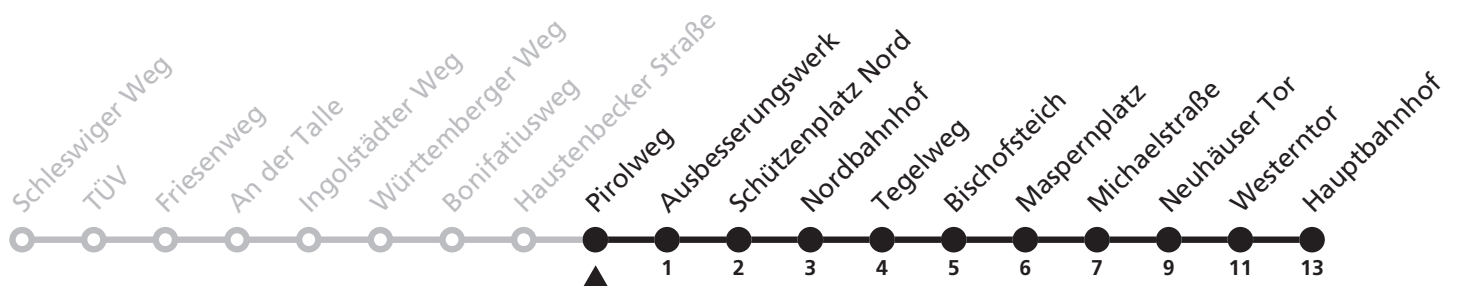 Schleswiger Weg
TÜV
Friesenweg
An der Talle
Ingolstädter Weg
Württemberger Weg
Bonifatiusweg
Haustenbecker Straße
Pirolweg
Ausbesserungswerk
Schützenplatz Nord
Nordbahnhof
Tegelweg
Bischofsteich
Maspernplatz
Michaelstraße
Neuhäuser Tor
Westerntor
Hauptbahnhof
1 2 3 4 5 6 7 9 11 13